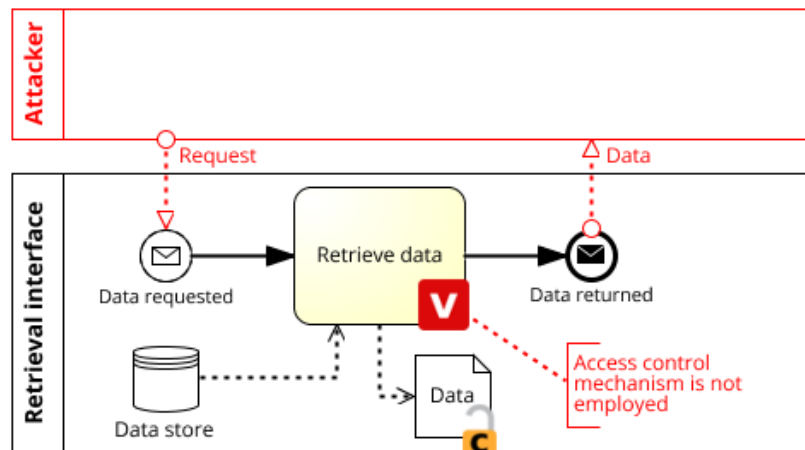 Attacker
Request
Data
Retrieval interface
Retrieve data
Data requested
Data returned
V
Access control
mechanism is not
employed
Data store
Data
C